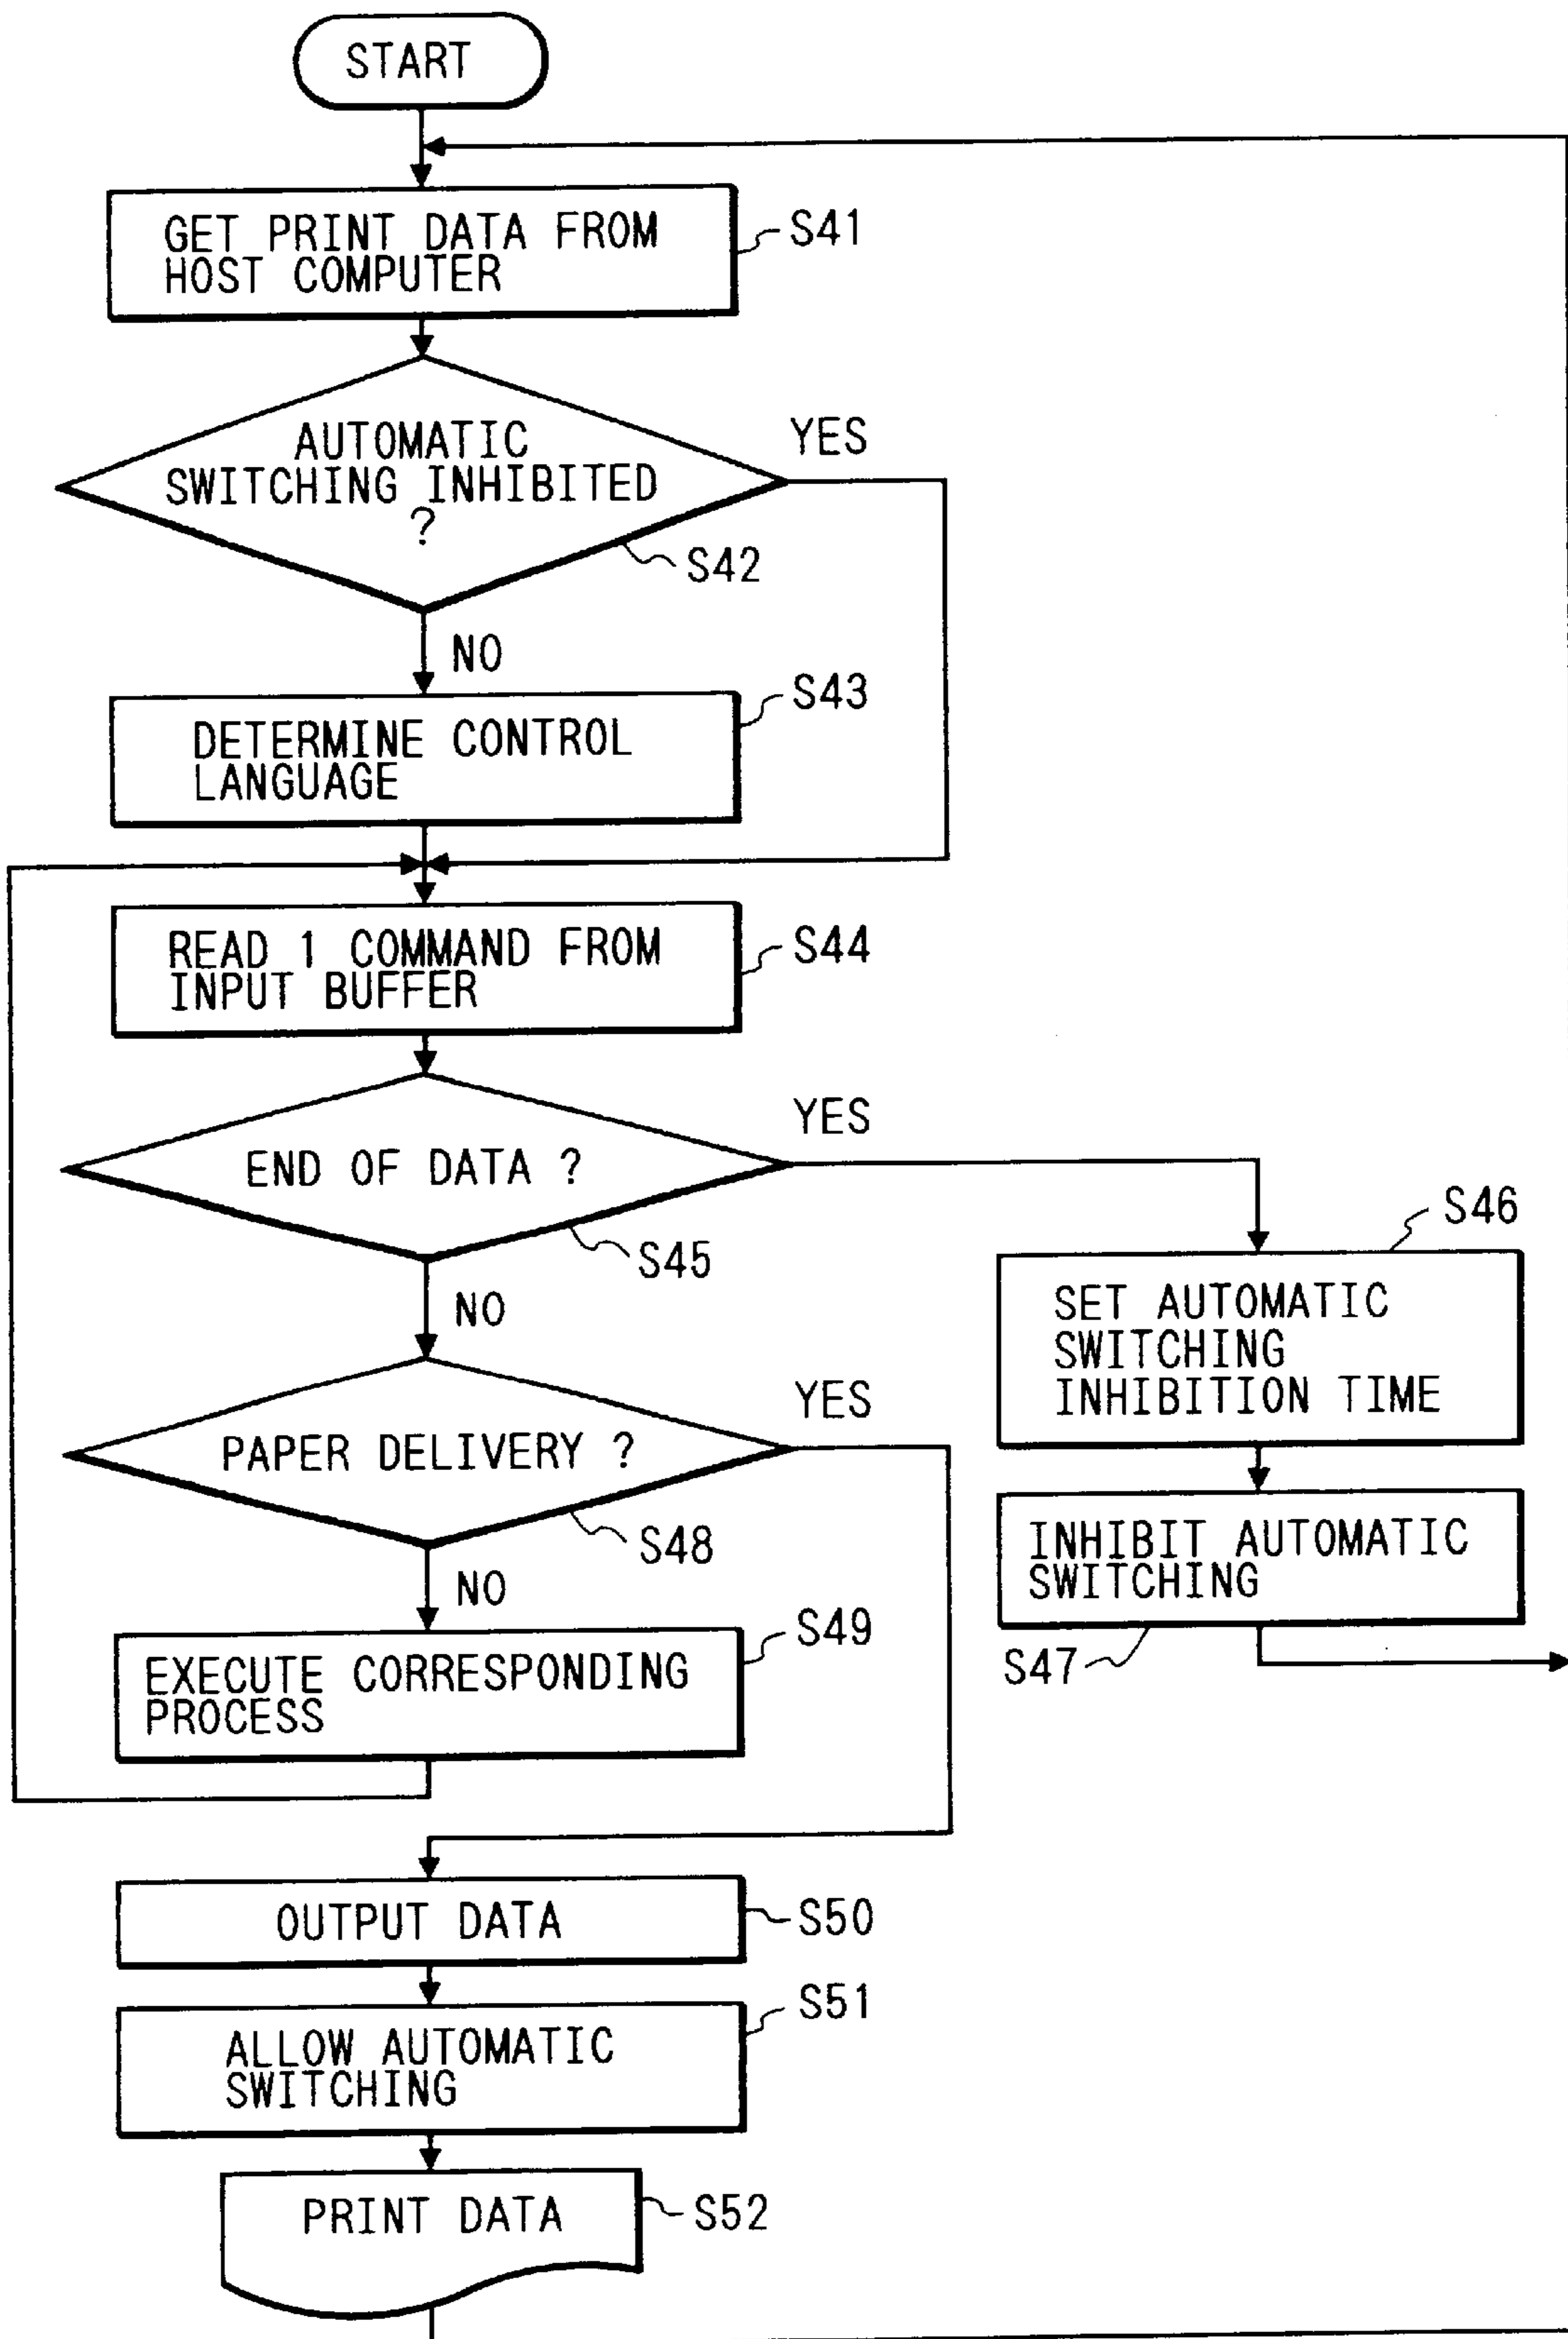 START
GET PRINT DATA FROM
HOST COMPUTER
S41
AUTOMATIC
SWITCHING INHIBITED
?
YES
S42
NO
S43
DETERMINE CONTROL
LANGUAGE
READ 1 COMMAND FROM
INPUT BUFFER
S44
END OF DATA ?
YES
S45
NO
S46
SET AUTOMATIC
SWITCHING
INHIBITION TIME
INHIBIT AUTOMATIC
SWITCHING
S47
PAPER DELIVERY ?
YES
S48
NO
S49
EXECUTE CORRESPONDING
PROCESS
OUTPUT DATA
S50
S51
ALLOW AUTOMATIC
SWITCHING
PRINT DATA
S52